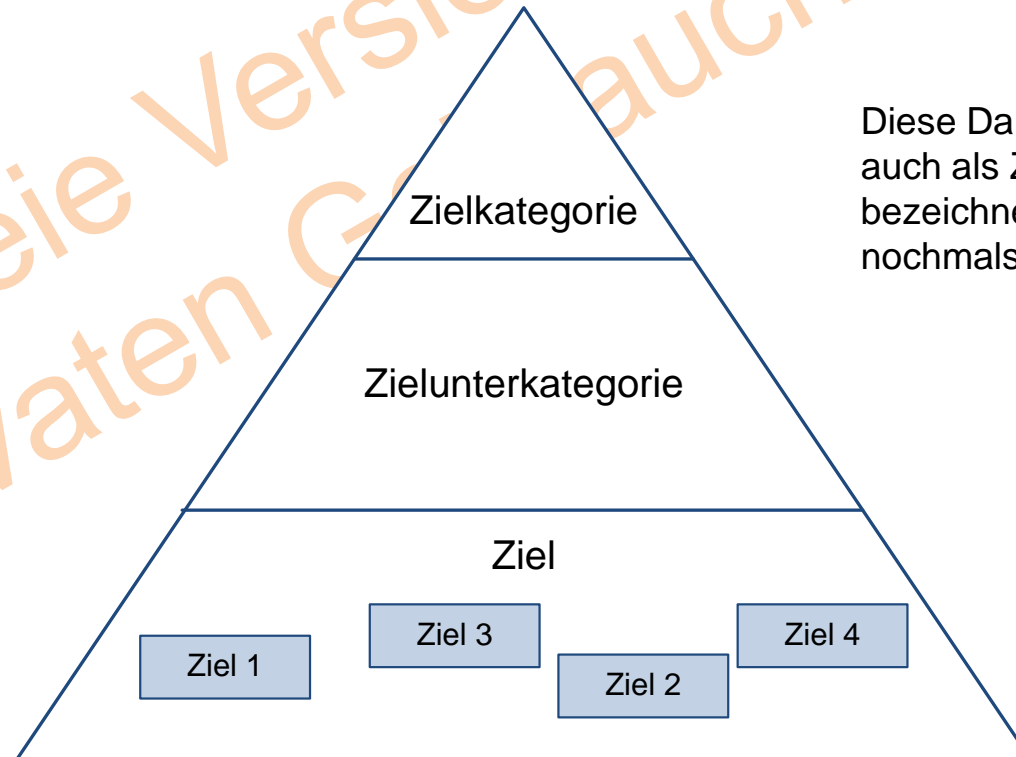 Diese Da
auch als
bezeichne
nochmals
Zielkategorie
Zielunterkategorie
Ziel
Ziel 3
Ziel 4
Ziel 1
Ziel 2